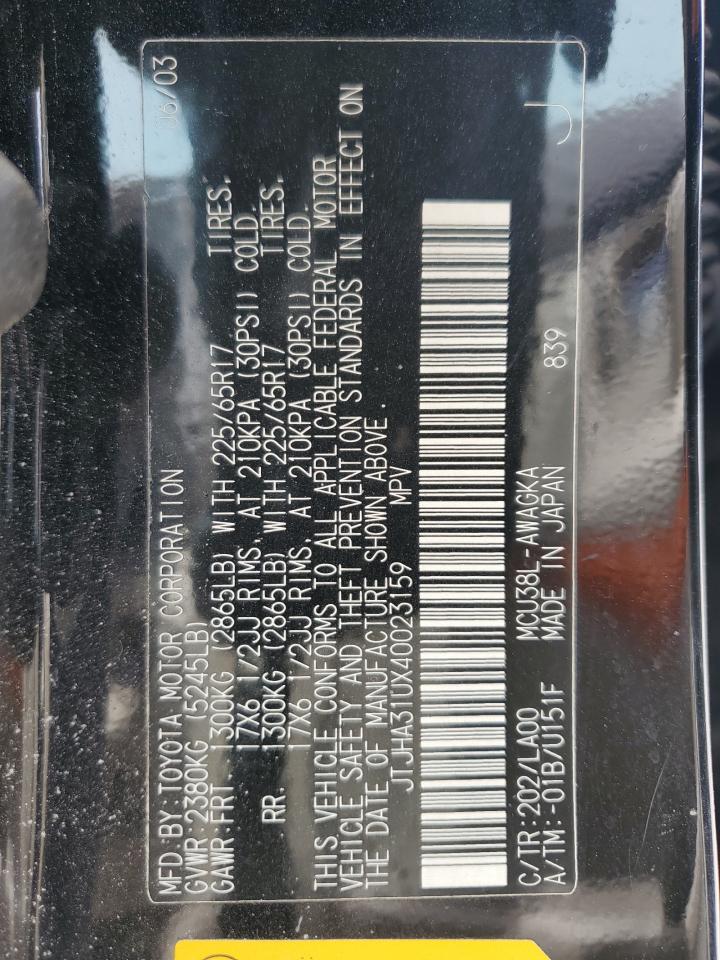 MFD.BY:TOYOTA MOTOR CORPORATION 06/03
GVWR:2380KG (5245LB)
GAWR:FRT 1300KG (2865LB) WITH 225/65R17 TIRES,
17X6 1/2JJ RIMS, AT 210KPA (30PSI) COLD.
RR. 1300KG (2865LB) WITH 225/65R17 TIRES,
17X6 1/2JJ RIMS, AT 210KPA (30PSI) COLD.
THIS VEHICLE CONFORMS TO ALL APPLICABLE FEDERAL MOTOR
VEHICLE SAFETY AND THEFT PREVENTION STANDARDS IN EFFECT ON
THE DATE OF MANUFACTURE SHOWN ABOVE.
JTJHA31UX40023159 MPV
C/TR:202/LA00 MCU38L-AWAGKA J
A/TM:-01B/U151F MADE IN JAPAN 839